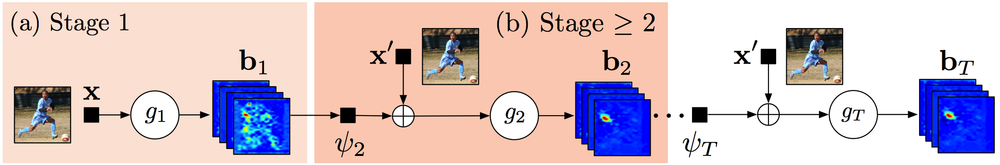 (a) Stage 1
(b) Stage ≥ 2
x
g₁
b₁
ψ₂
x′
g₂
b₂
ψ_T
x′
g_T
b_T